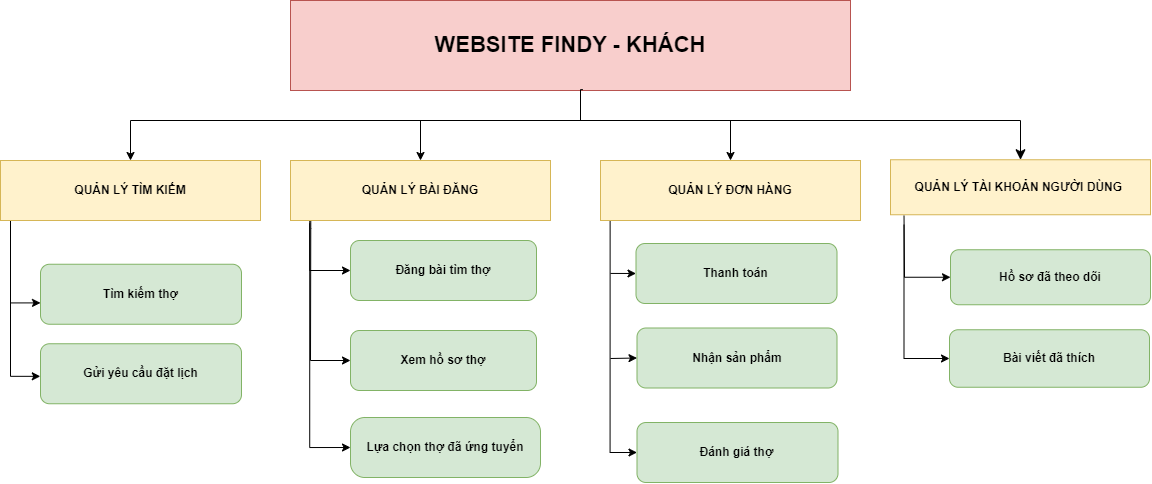 WEBSITE FINDY - KHÁCH
QUẢN LÝ TÌM KIẾM
QUẢN LÝ BÀI ĐĂNG
QUẢN LÝ ĐƠN HÀNG
QUẢN LÝ TÀI KHOẢN NGƯỜI DÙNG
Tìm kiếm thợ
Gửi yêu cầu đặt lịch
Đăng bài tìm thợ
Xem hồ sơ thợ
Lựa chọn thợ đã ứng tuyển
Thanh toán
Nhận sản phẩm
Đánh giá thợ
Hồ sơ đã theo dõi
Bài viết đã thích